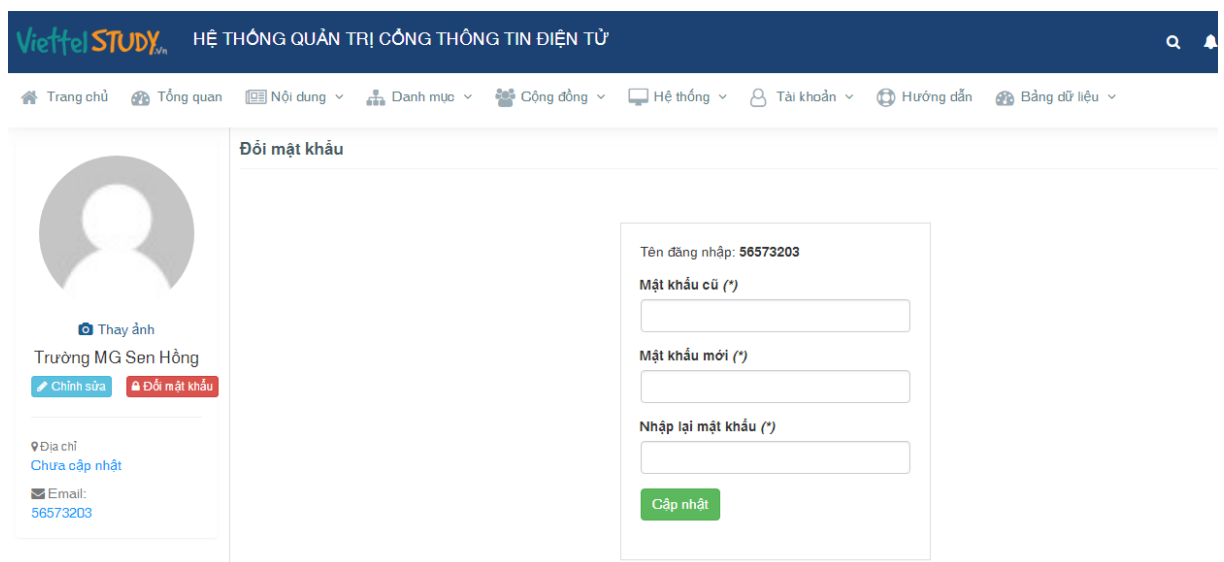 ViettelSTUDY.vn HỆ THỐNG QUẢN TRỊ CỔNG THÔNG TIN ĐIỆN TỬ
Trang chủ Tổng quan Nội dung Danh mục Cộng đồng Hệ thống Tài khoản Hướng dẫn Bảng dữ liệu
Đổi mật khẩu
Thay ảnh
Trường MG Sen Hồng
Chỉnh sửa Đổi mật khẩu
Địa chỉ
Chưa cập nhật
Email:
56573203
Tên đăng nhập: 56573203
Mật khẩu cũ (*)
Mật khẩu mới (*)
Nhập lại mật khẩu (*)
Cập nhật